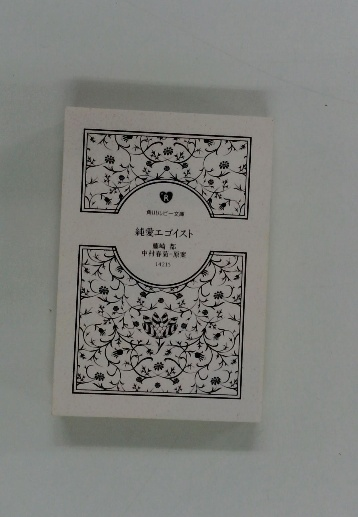 R
角川ルビー文庫
純愛エゴイスト
藤崎 都
中村春菊・原案
14215